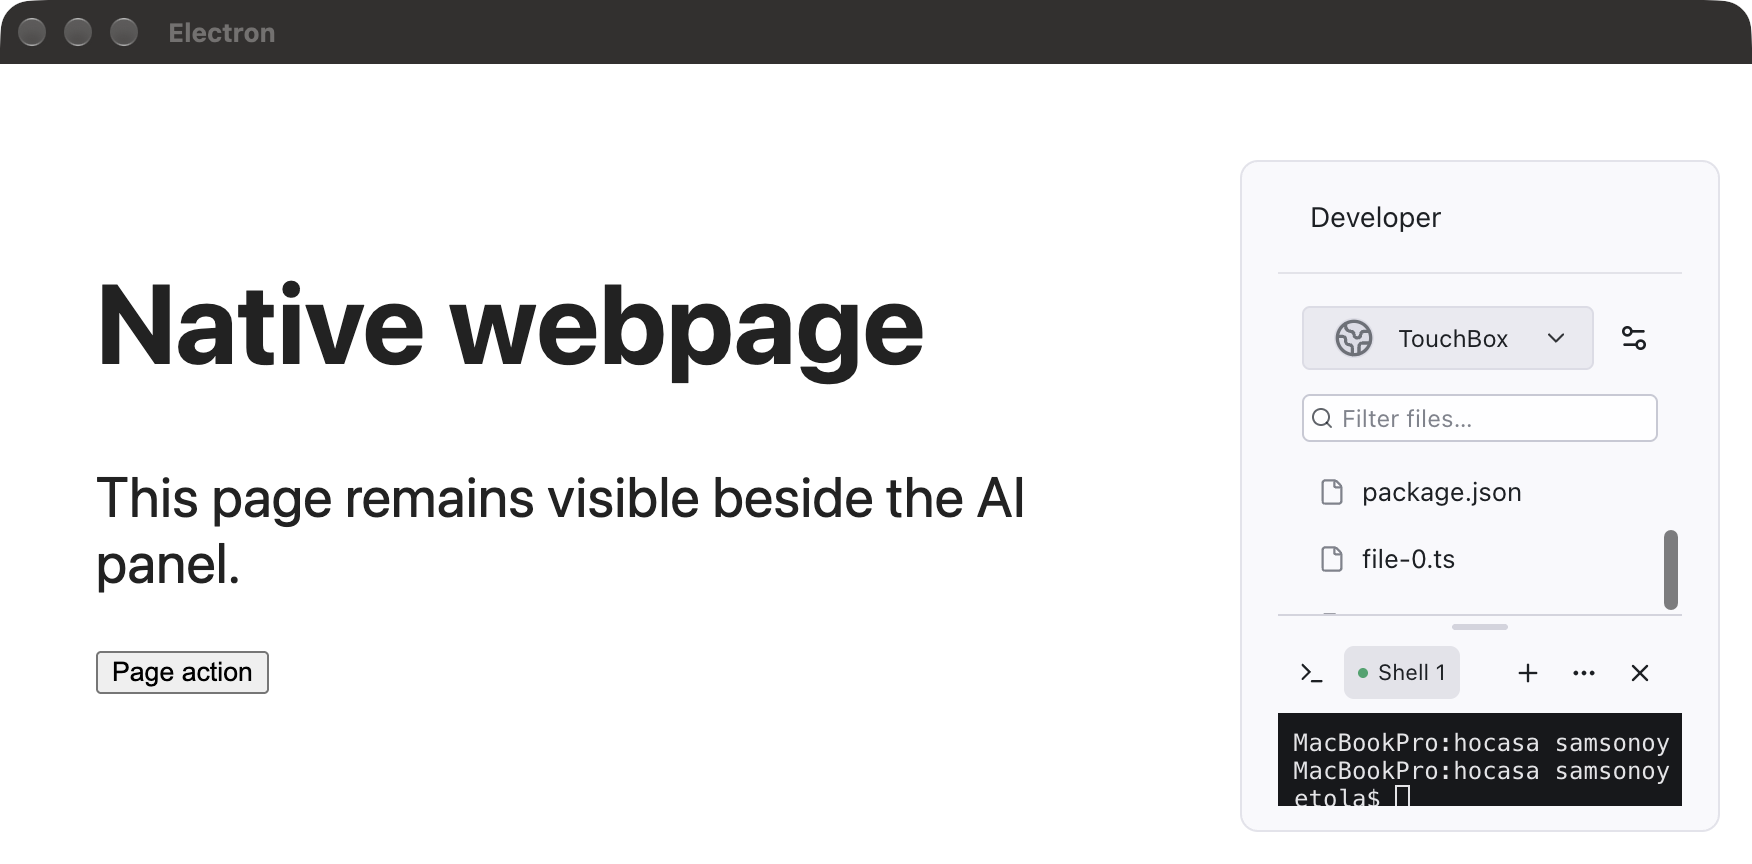 Electron
Native webpage
This page remains visible beside the AI
panel.
Page action
Developer
TouchBox
Filter files...
package.json
file-0.ts
Shell 1
MacBookPro:hocasa samsonoy
MacBookPro:hocasa samsonoy
etola$